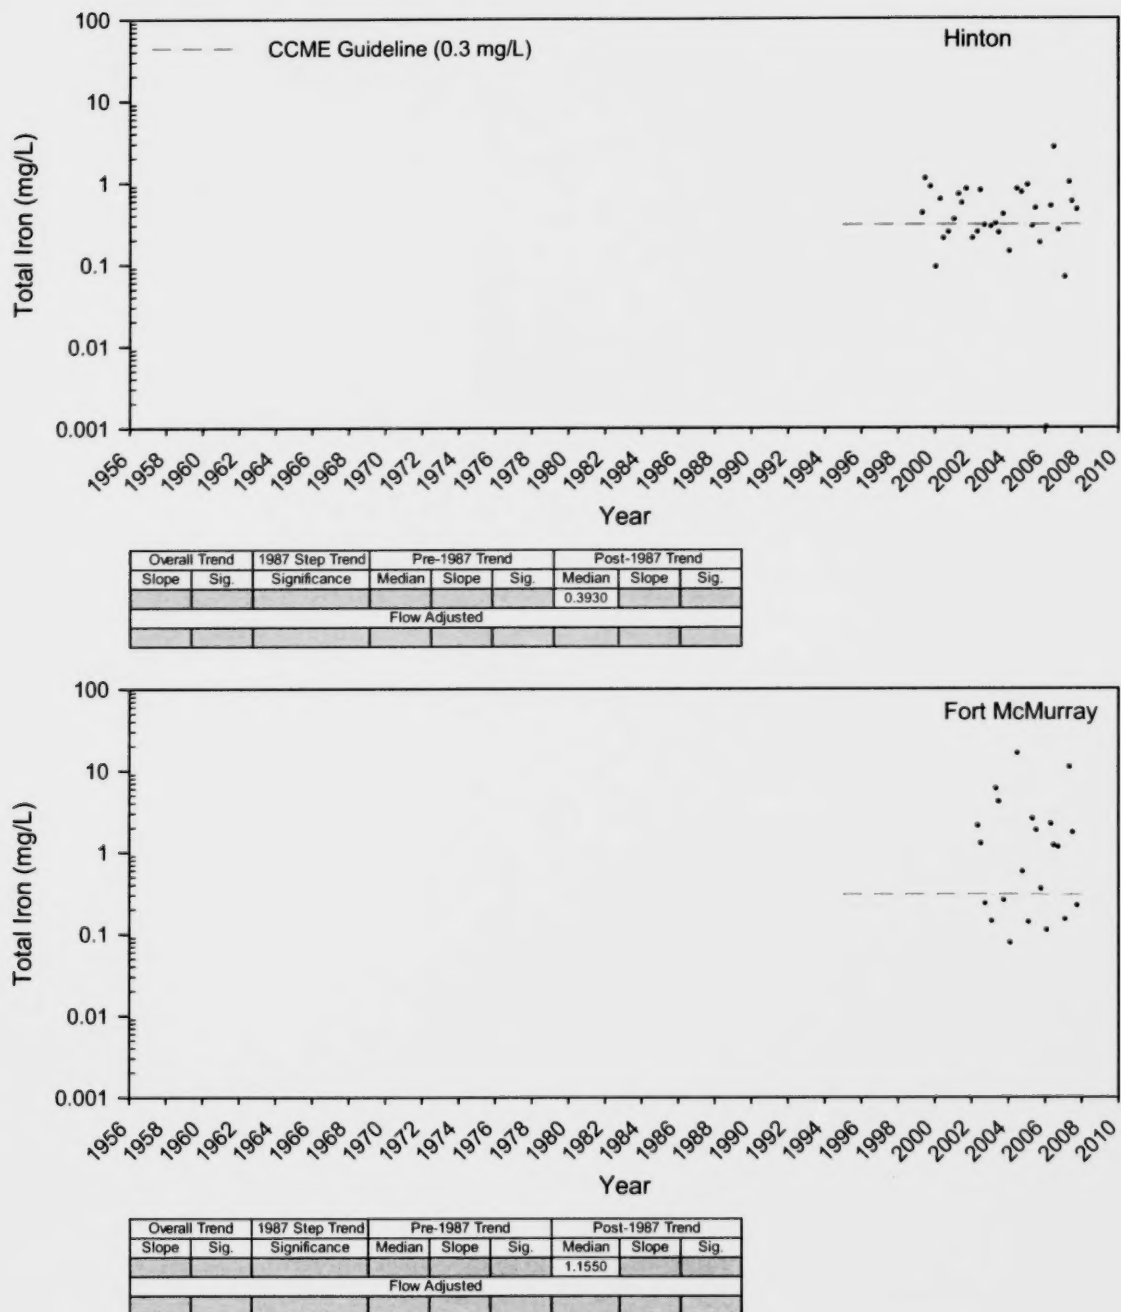 100
CCME Guideline (0.3 mg/L)
Hinton
10
1
0.1
0.01
0.001
Total Iron (mg/L)
1956 1958 1960 1962 1964 1966 1968 1970 1972 1974 1976 1978 1980 1982 1984 1986 1988 1990 1992 1994 1996 1998 2000 2002 2004 2006 2008 2010
Year
Overall Trend 1987 Step Trend Pre-1987 Trend Post-1987 Trend
Slope Sig. Significance Median Slope Sig. Median Slope Sig.
0.3930
Flow Adjusted
100
Fort McMurray
10
1
0.1
0.01
0.001
Total Iron (mg/L)
1956 1958 1960 1962 1964 1966 1968 1970 1972 1974 1976 1978 1980 1982 1984 1986 1988 1990 1992 1994 1996 1998 2000 2002 2004 2006 2008 2010
Year
Overall Trend 1987 Step Trend Pre-1987 Trend Post-1987 Trend
Slope Sig. Significance Median Slope Sig. Median Slope Sig.
1.1550
Flow Adjusted